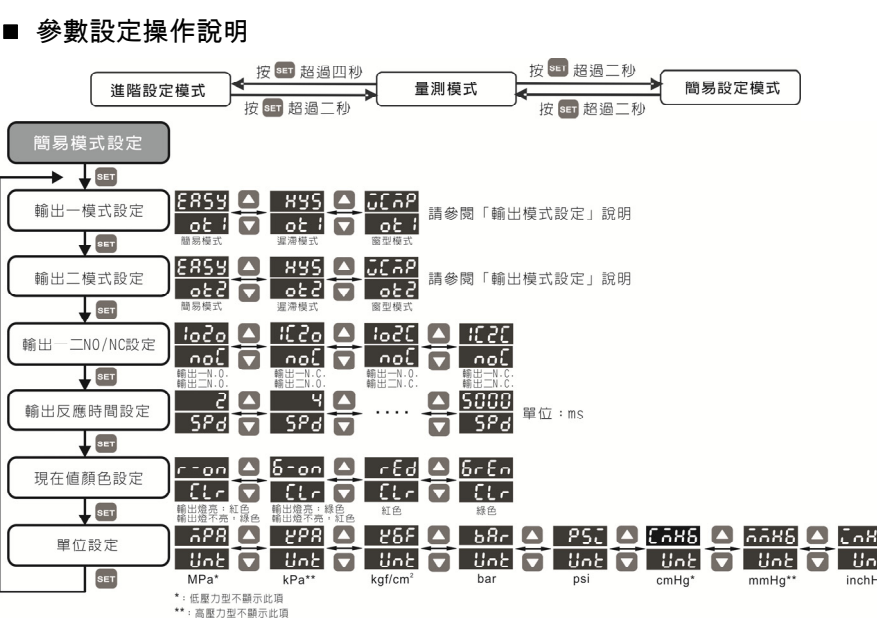 ■ 參數設定操作說明
按 SET 超過四秒
按 SET 超過二秒
進階設定模式
量測模式
簡易設定模式
按 SET 超過二秒
按 SET 超過二秒
簡易模式設定
SET
輸出一模式設定
EASY HYS WCMP
ot1 ot1 ot1
簡易模式 遲滯模式 窗型模式
請參閱「輸出模式設定」說明
SET
輸出二模式設定
EASY HYS WCMP
ot2 ot2 ot2
簡易模式 遲滯模式 窗型模式
請參閱「輸出模式設定」說明
SET
輸出一二NO/NC設定
1o2o 1C2o 1o2C 1C2C
noC noC noC noC
輸出一N.O. 輸出一N.C. 輸出一N.O. 輸出一N.C.
輸出二N.O. 輸出二N.O. 輸出二N.C. 輸出二N.C.
SET
輸出反應時間設定
2 4 ···· 5000
SPd SPd SPd
單位：ms
SET
現在值顏色設定
r-on G-on rEd GrEn
CLr CLr CLr CLr
輸出燈亮：紅色 輸出燈亮：綠色 紅色 綠色
輸出燈不亮，綠色 輸出燈不亮，紅色
SET
單位設定
MPA KPA KGF bAr PSI CmHG mmHG inH
Unt Unt Unt Unt Unt Unt Unt Un
MPa* kPa** kgf/cm² bar psi cmHg* mmHg** inchH
SET
*：低壓力型不顯示此項
**：高壓力型不顯示此項